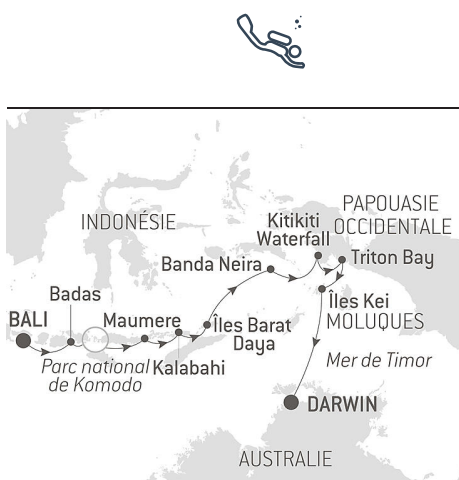 PAPOUASIE
OCCIDENTALE
INDONÉSIE
Kitikiti
Waterfall
Banda Neira
Triton Bay
Badas
Îles Kei
MOLUQUES
BALI
Maumere
Îles Barat
Daya
Parc national
de Komodo
Kalabahi
Mer de Timor
DARWIN
AUSTRALIE